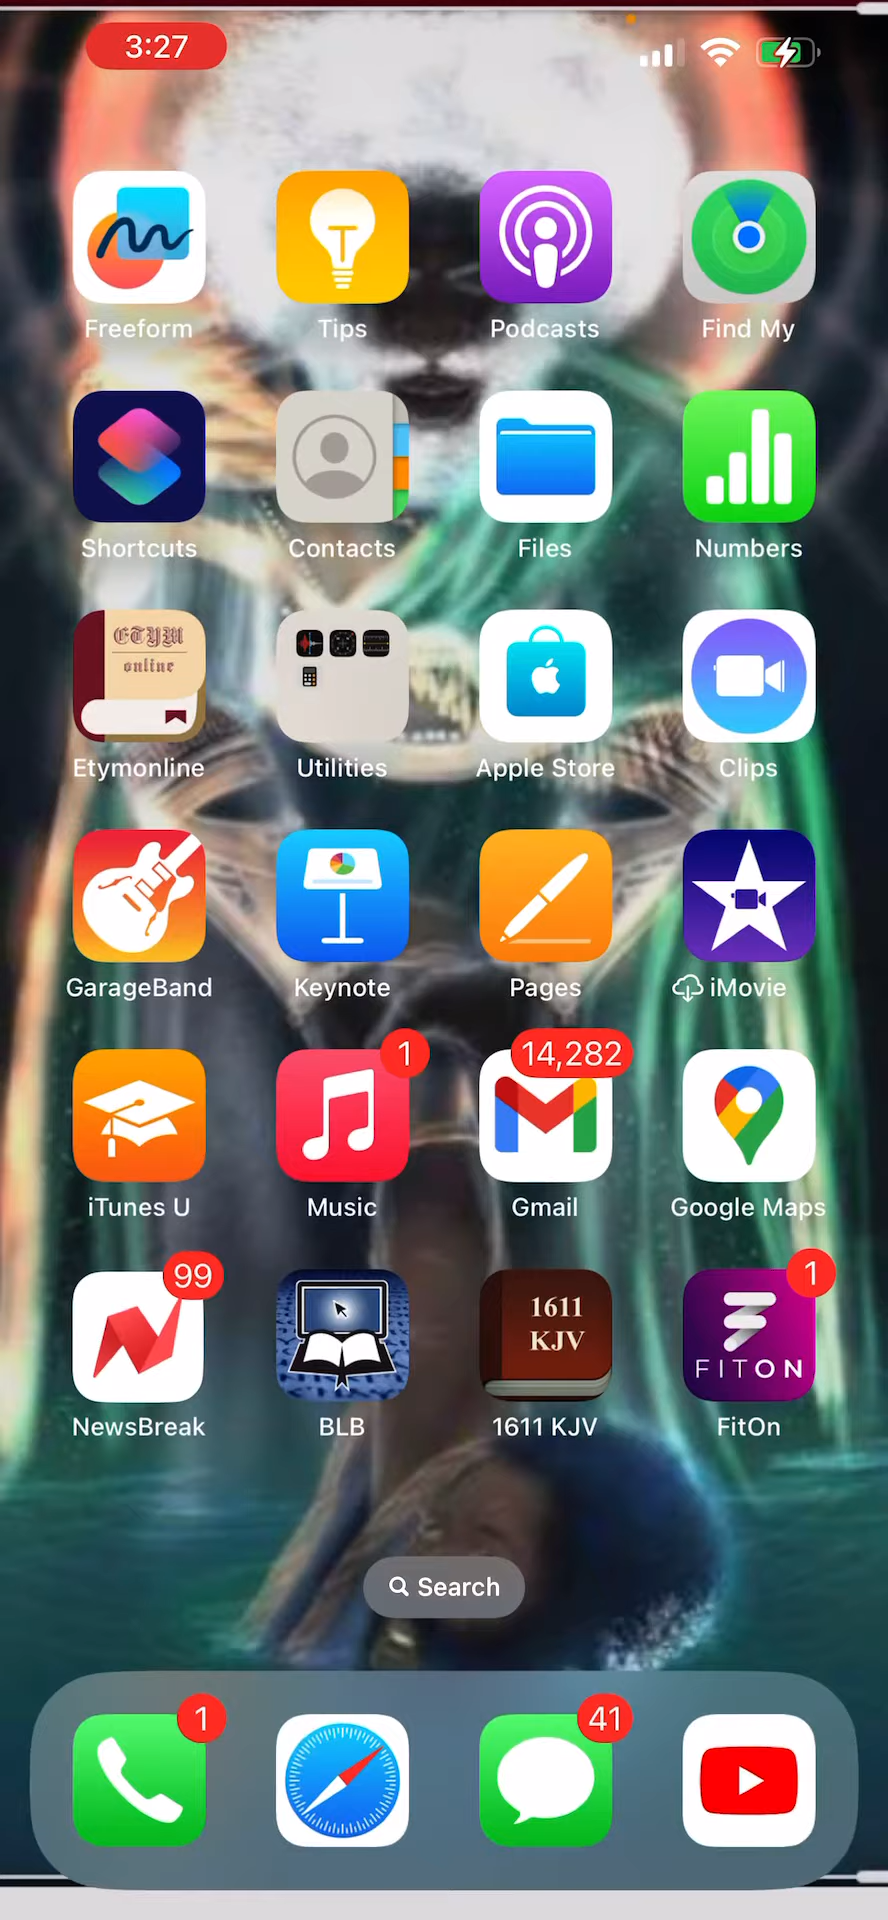 3:27
Freeform Tips Podcasts Find My
Shortcuts Contacts Files Numbers
ETYM
online
Etymonline Utilities Apple Store Clips
GarageBand Keynote Pages iMovie
1 14,282
iTunes U Music Gmail Google Maps
99 1
1611
KJV
FITON
NewsBreak BLB 1611 KJV FitOn
Search
1 41